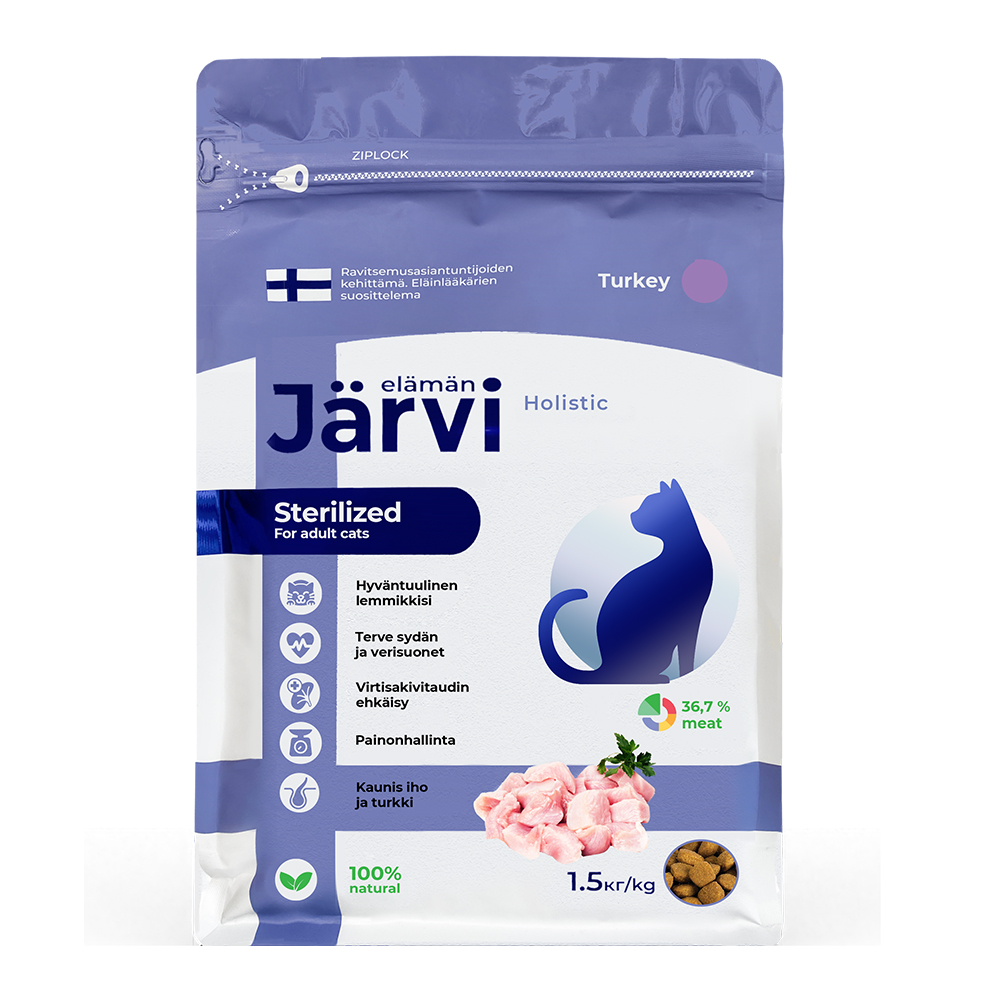 ZIPLOCK
Ravitsemusasiantuntijoiden
kehittämä. Eläinlääkärien
suosittelema
Turkey
elämän
Järvi
Holistic
Sterilized
For adult cats
Hyväntuulinen
lemmikkisi
Terve sydän
ja verisuonet
Virtisakivitaudin
ehkäisy
Painonhallinta
Kaunis iho
ja turkki
36,7 %
meat
100%
natural
1.5кг/kg